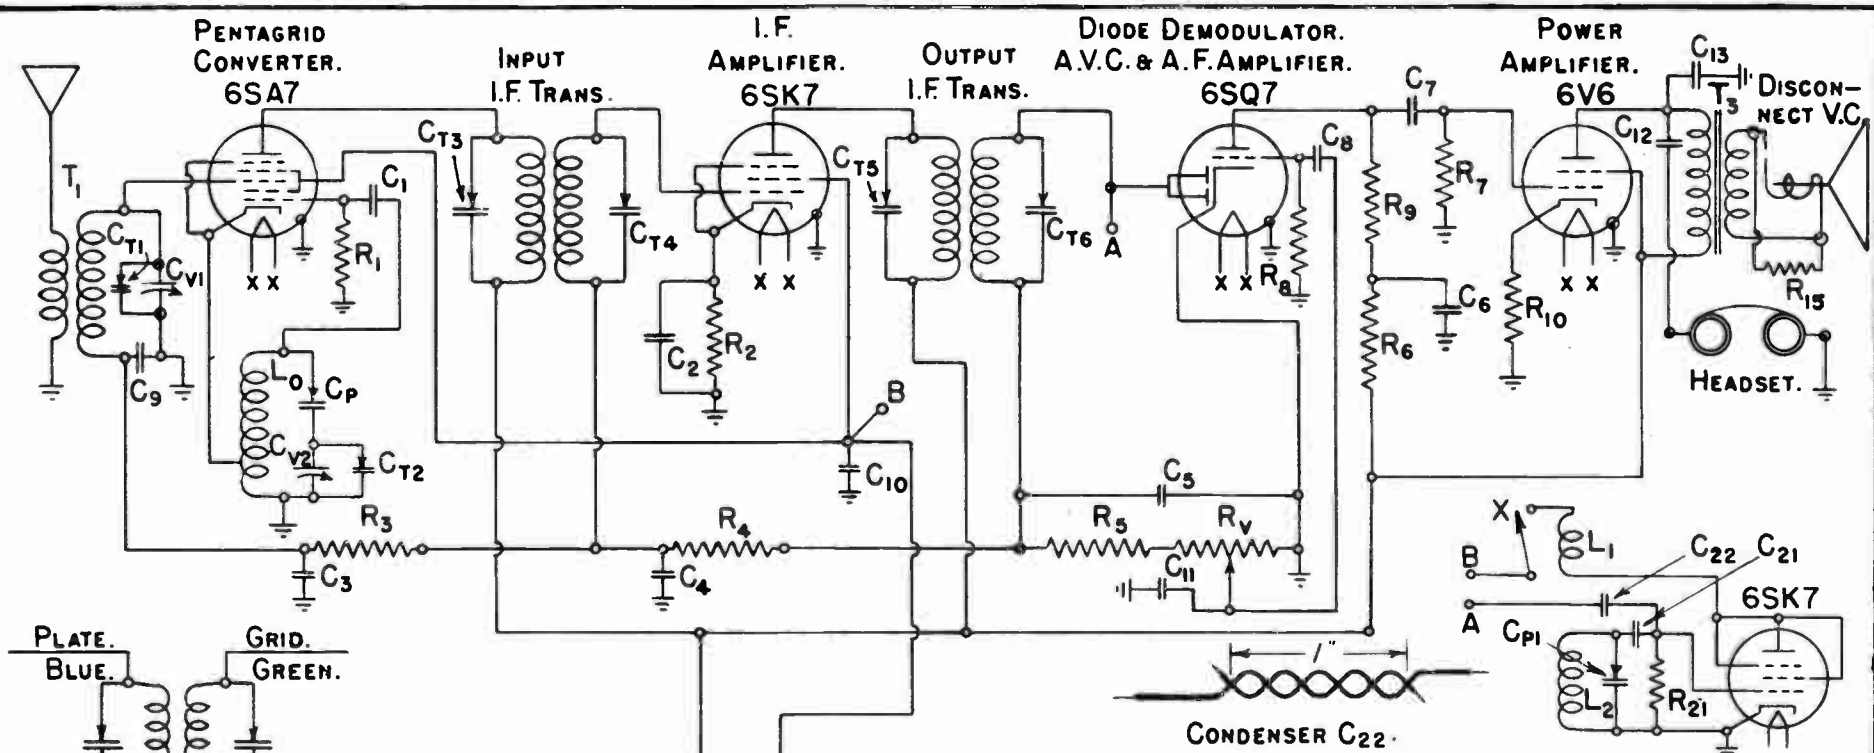 PENTAGRID
CONVERTER.
6SA7
INPUT
I.F. TRANS.
I.F.
AMPLIFIER.
6SK7
OUTPUT
I.F. TRANS.
DIODE DEMODULATOR.
A.V.C. & A.F. AMPLIFIER.
6SQ7
POWER
AMPLIFIER.
6V6
C13
T3
DISCON-
NECT V.C.
T1
CT1
CV1
C9
X X
R1
C1
LO
CP
CV2
CT2
CT3
CT4
C2
R2
X X
CT5
CT6
A
B
C10
X X
R8
C8
C7
R9
R7
C6
R6
R10
X X
C12
R15
HEADSET.
R3
C3
R4
C4
C5
R5
RV
C11
X
L1
B
A
C22
C21
6SK7
CP1
L2
R21
PLATE.
BLUE.
GRID.
GREEN.
1"
CONDENSER C22.